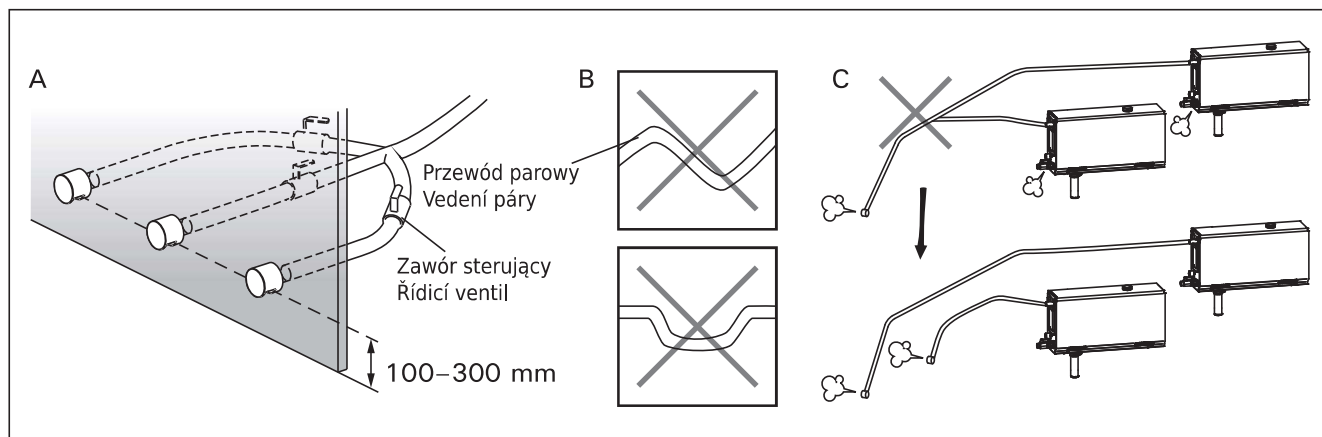 A
Przewód parowy
Vedení páry
Zawór sterujący
Řídicí ventil
100–300 mm
B
C